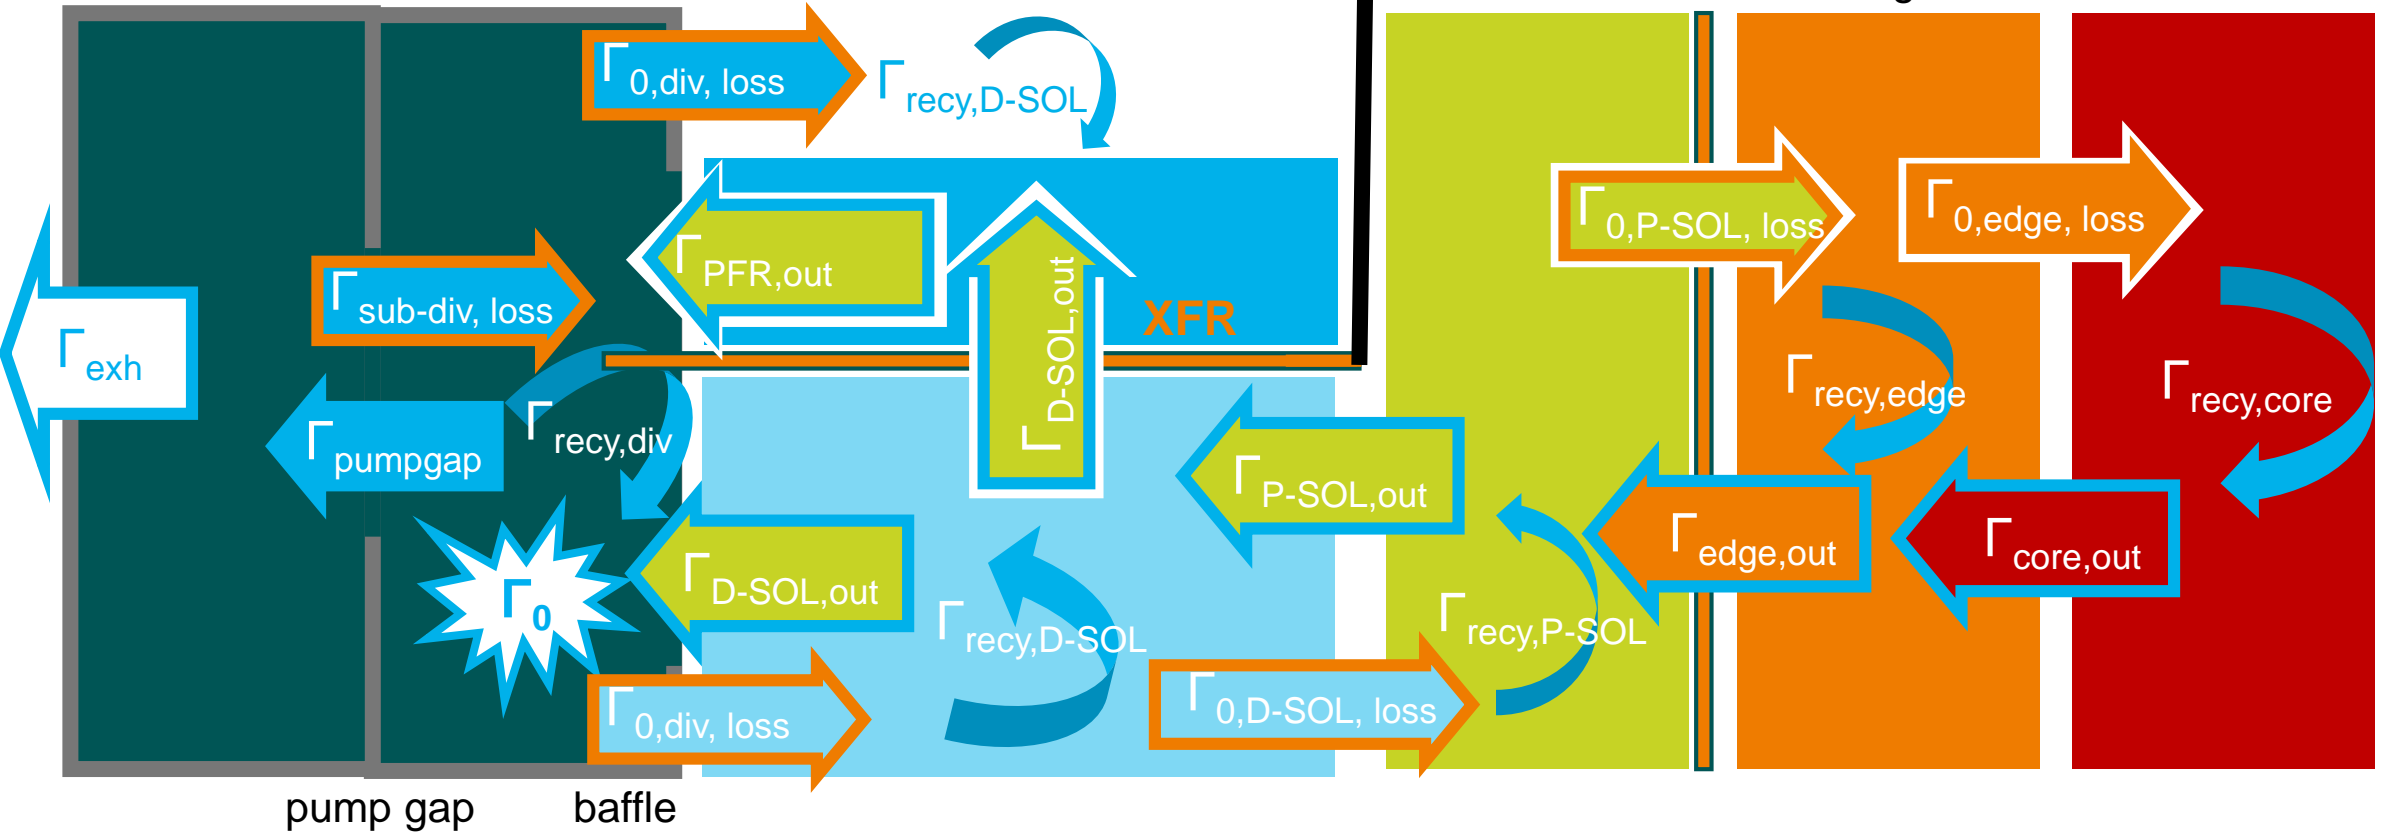 g
Γ0,div, loss
Γrecy,D-SOL
Γ0,P-SOL, loss
Γ0,edge, loss
ΓPFR,out
ΓD-SOL,out
Γsub-div, loss
XFR
Γexh
Γrecy,edge
Γrecy,core
Γrecy,div
Γpumpgap
ΓP-SOL,out
Γedge,out
Γcore,out
Γ0
ΓD-SOL,out
Γrecy,D-SOL
Γrecy,P-SOL
Γ0,div, loss
Γ0,D-SOL, loss
pump gap
baffle